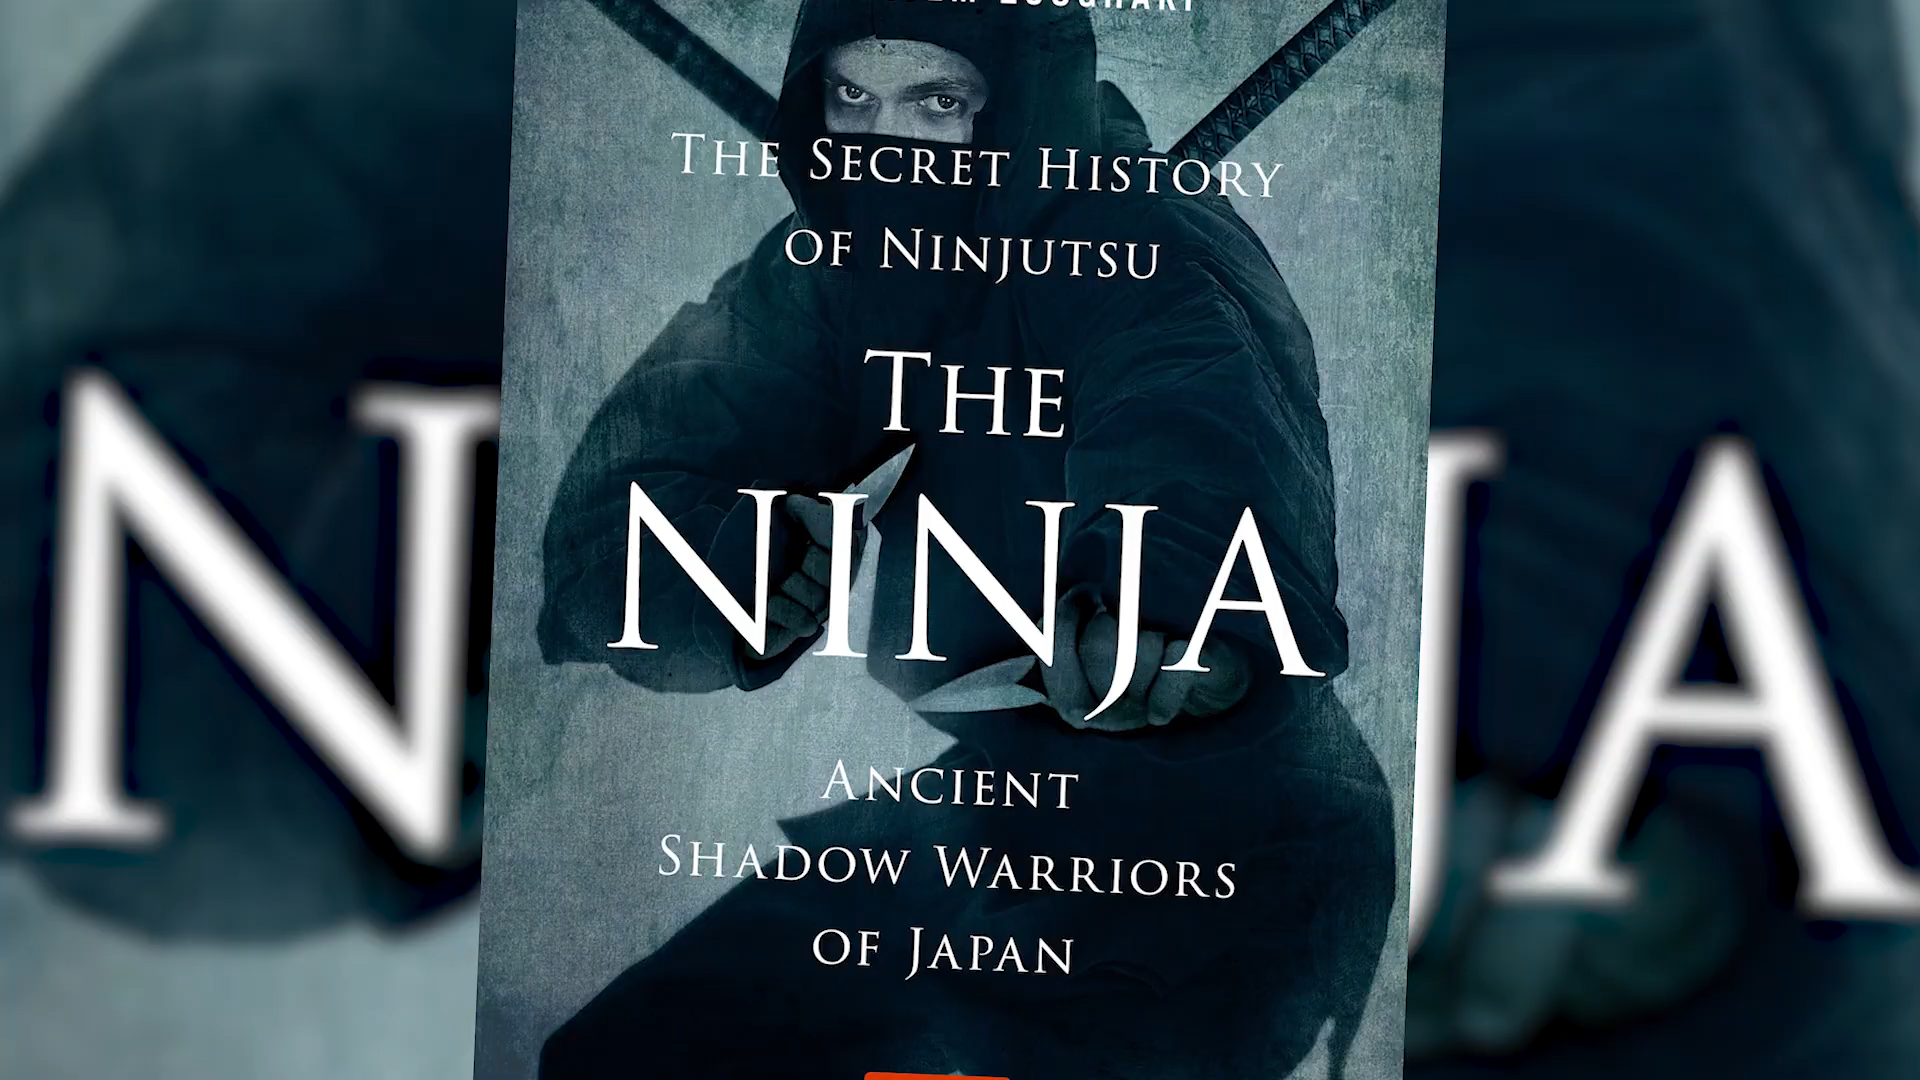 The Secret History
of Ninjutsu
The
Ninja
Ancient
Shadow Warriors
of Japan